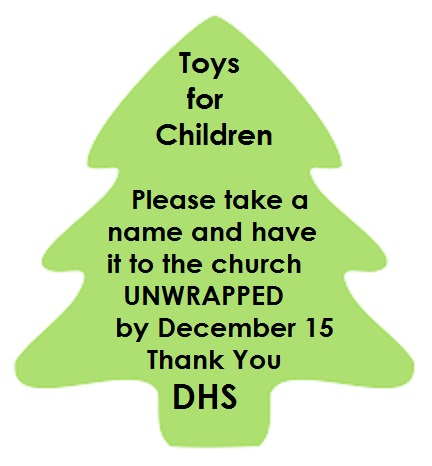 Toys
for
Children
Please take a
name and have
it to the church
UNWRAPPED
by December 15
Thank You
DHS